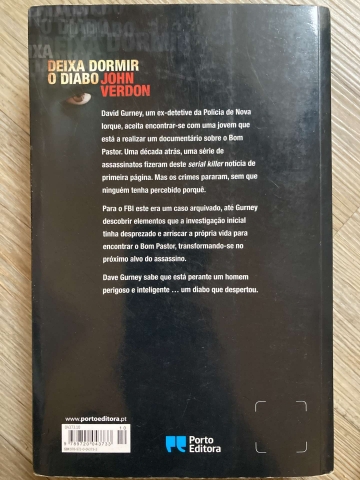 DEIXA DORMIR
O DIABO JOHN
VERDON
David Gurney, um ex-detetive da Polícia de Nova
Iorque, aceita encontrar-se com uma jovem que
está a realizar um documentário sobre o Bom
Pastor. Uma década atrás, uma série de
assassinatos fizeram deste serial killer notícia de
primeira página. Mas os crimes pararam, sem que
ninguém tenha percebido porquê.
Para o FBI este era um caso arquivado, até Gurney
descobrir elementos que a investigação inicial
tinha desprezado e arriscar a própria vida para
encontrar o Bom Pastor, transformando-se no
próximo alvo do assassino.
Dave Gurney sabe que está perante um homem
perigoso e inteligente … um diabo que despertou.
www.portoeditora.pt
Porto
Editora